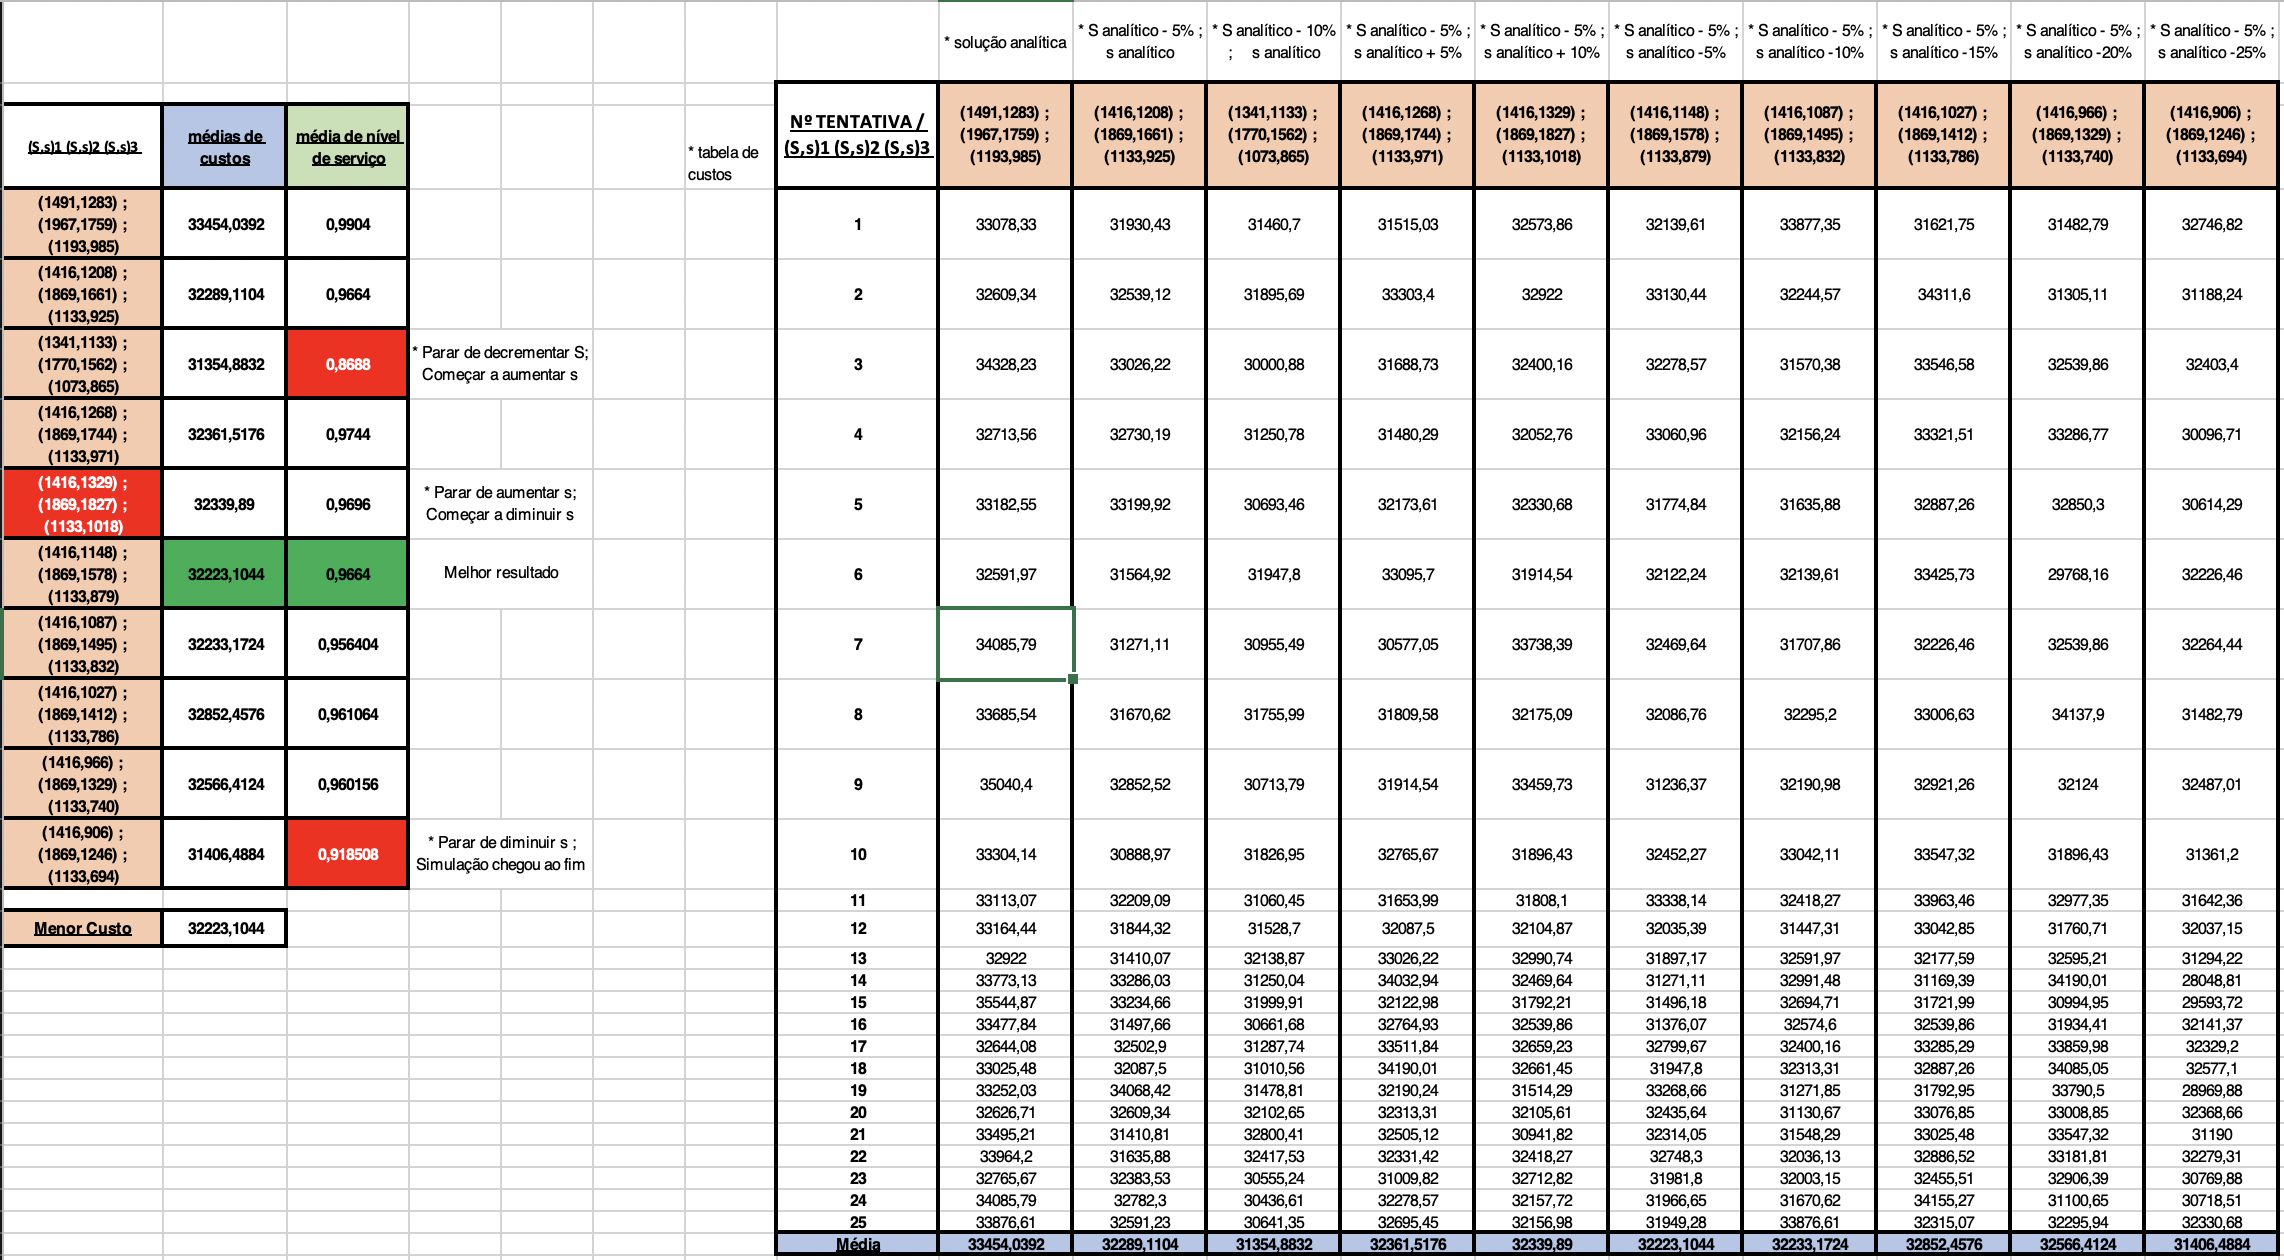 * solução analítica
* S analítico - 5% ;
s analítico
* S analítico - 10%
; s analítico
* S analítico - 5% ;
s analítico + 5%
* S analítico - 5% ;
s analítico + 10%
* S analítico - 5% ;
s analítico -5%
* S analítico - 5% ;
s analítico -10%
* S analítico - 5% ;
s analítico -15%
* S analítico - 5% ;
s analítico -20%
* S analítico - 5% ;
s analítico -25%
(S,s)1 (S,s)2 (S,s)3
médias de
custos
média de nível
de serviço
(1491,1283) ;
(1967,1759) ;
(1193,985)
33454,0392
0,9904
(1416,1208) ;
(1869,1661) ;
(1133,925)
32289,1104
0,9664
(1341,1133) ;
(1770,1562) ;
(1073,865)
31354,8832
0,8688
* Parar de decrementar S;
Começar a aumentar s
(1416,1268) ;
(1869,1744) ;
(1133,971)
32361,5176
0,9744
(1416,1329) ;
(1869,1827) ;
(1133,1018)
32339,89
0,9696
* Parar de aumentar s;
Começar a diminuir s
(1416,1148) ;
(1869,1578) ;
(1133,879)
32223,1044
0,9664
Melhor resultado
(1416,1087) ;
(1869,1495) ;
(1133,832)
32233,1724
0,956404
(1416,1027) ;
(1869,1412) ;
(1133,786)
32852,4576
0,961064
(1416,966) ;
(1869,1329) ;
(1133,740)
32566,4124
0,960156
(1416,906) ;
(1869,1246) ;
(1133,694)
31406,4884
0,918508
* Parar de diminuir s ;
Simulação chegou ao fim
Menor Custo
32223,1044
* tabela de
custos
Nº TENTATIVA /
(S,s)1 (S,s)2 (S,s)3
(1491,1283) ;
(1967,1759) ;
(1193,985)
(1416,1208) ;
(1869,1661) ;
(1133,925)
(1341,1133) ;
(1770,1562) ;
(1073,865)
(1416,1268) ;
(1869,1744) ;
(1133,971)
(1416,1329) ;
(1869,1827) ;
(1133,1018)
(1416,1148) ;
(1869,1578) ;
(1133,879)
(1416,1087) ;
(1869,1495) ;
(1133,832)
(1416,1027) ;
(1869,1412) ;
(1133,786)
(1416,966) ;
(1869,1329) ;
(1133,740)
(1416,906) ;
(1869,1246) ;
(1133,694)
1 33078,33 31930,43 31460,7 31515,03 32573,86 32139,61 33877,35 31621,75 31482,79 32746,82
2 32609,34 32539,12 31895,69 33303,4 32922 33130,44 32244,57 34311,6 31305,11 31188,24
3 34328,23 33026,22 30000,88 31688,73 32400,16 32278,57 31570,38 33546,58 32539,86 32403,4
4 32713,56 32730,19 31250,78 31480,29 32052,76 33060,96 32156,24 33321,51 33286,77 30096,71
5 33182,55 33199,92 30693,46 32173,61 32330,68 31774,84 31635,88 32887,26 32850,3 30614,29
6 32591,97 31564,92 31947,8 33095,7 31914,54 32122,24 32139,61 33425,73 29768,16 32226,46
7 34085,79 31271,11 30955,49 30577,05 33738,39 32469,64 31707,86 32226,46 32539,86 32264,44
8 33685,54 31670,62 31755,99 31809,58 32175,09 32086,76 32295,2 33006,63 34137,9 31482,79
9 35040,4 32852,52 30713,79 31914,54 33459,73 31236,37 32190,98 32921,26 32124 32487,01
10 33304,14 30888,97 31826,95 32765,67 31896,43 32452,27 33042,11 33547,32 31896,43 31361,2
11 33113,07 32209,09 31060,45 31653,99 31808,1 33338,14 32418,27 33963,46 32977,35 31642,36
12 33164,44 31844,32 31528,7 32087,5 32104,87 32035,39 31447,31 33042,85 31760,71 32037,15
13 32922 31410,07 32138,87 33026,22 32990,74 31897,17 32591,97 32177,59 32595,21 31294,22
14 33773,13 33286,03 31250,04 34032,94 32469,64 31271,11 32991,48 31169,39 34190,01 28048,81
15 35544,87 33234,66 31999,91 32122,98 31792,21 31496,18 32694,71 31721,99 30994,95 29593,72
16 33477,84 31497,66 30661,68 32764,93 32539,86 31376,07 32574,6 32539,86 31934,41 32141,37
17 32644,08 32502,9 31287,74 33511,84 32659,23 32799,67 32400,16 33285,29 33859,98 32329,2
18 33025,48 32087,5 31010,56 34190,01 32661,45 31947,8 32313,31 32887,26 34085,05 32577,1
19 33252,03 34068,42 31478,81 32190,24 31514,29 33268,66 31271,85 31792,95 33790,5 28969,88
20 32626,71 32609,34 32102,65 32313,31 32105,61 32435,64 31130,67 33076,85 33008,85 32368,66
21 33495,21 31410,81 32800,41 32505,12 30941,82 32314,05 31548,29 33025,48 33547,32 31190
22 33964,2 31635,88 32417,53 32331,42 32418,27 32748,3 32036,13 32886,52 33181,81 32279,31
23 32765,67 32383,53 30555,24 31009,82 32712,82 31981,8 32003,15 32455,51 32906,39 30769,88
24 34085,79 32782,3 30436,61 32278,57 32157,72 31966,65 31670,62 34155,27 31100,65 30718,51
25 33876,61 32591,23 30641,35 32695,45 32156,98 31949,28 33876,61 32315,07 32295,94 32330,68
Média 33454,0392 32289,1104 31354,8832 32361,5176 32339,89 32223,1044 32233,1724 32852,4576 32566,4124 31406,4884